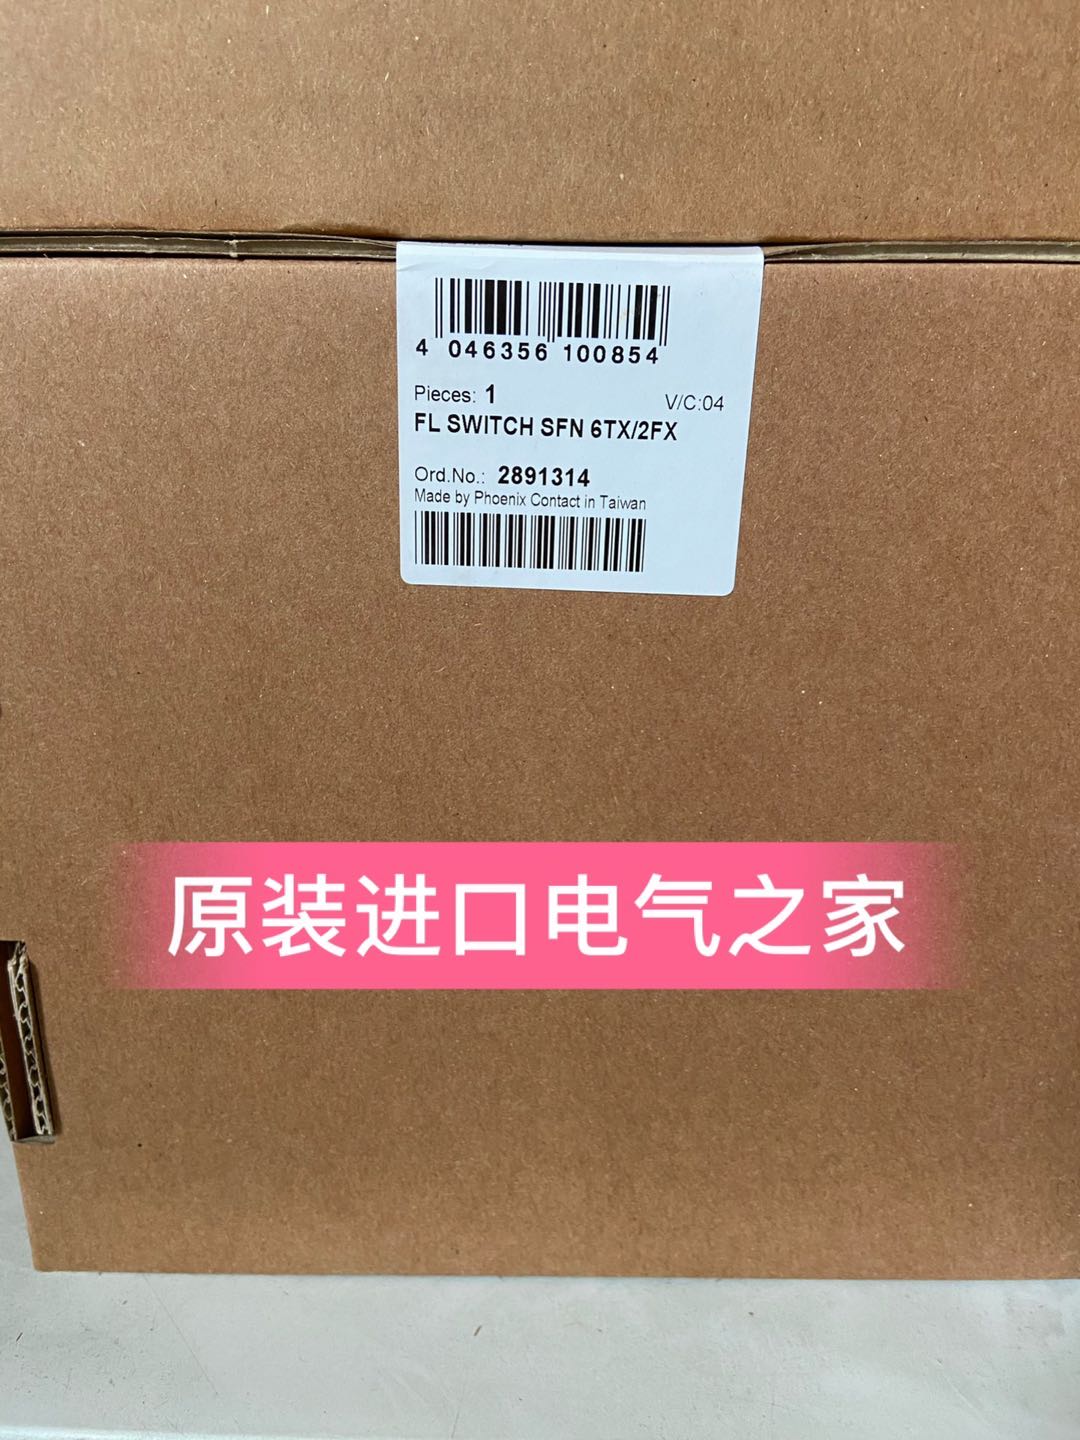 4 046356 100854
Pieces: 1 V/C:04
FL SWITCH SFN 6TX/2FX
Ord.No.: 2891314
Made by Phoenix Contact in Taiwan
原装进口电气之家